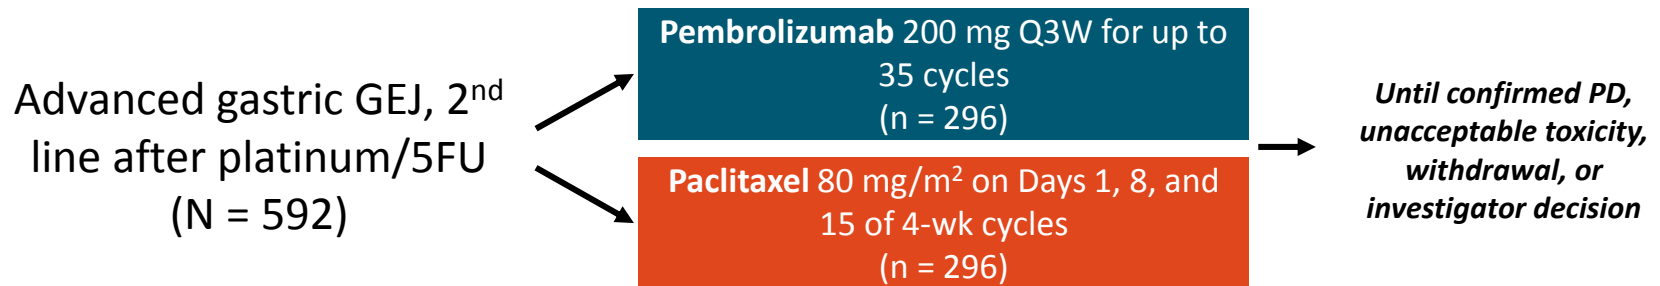 Advanced gastric GEJ, 2nd
line after platinum/5FU
(N = 592)
Pembrolizumab 200 mg Q3W for up to
35 cycles
(n = 296)
Paclitaxel 80 mg/m² on Days 1, 8, and
15 of 4-wk cycles
(n = 296)
Until confirmed PD,
unacceptable toxicity,
withdrawal, or
investigator decision